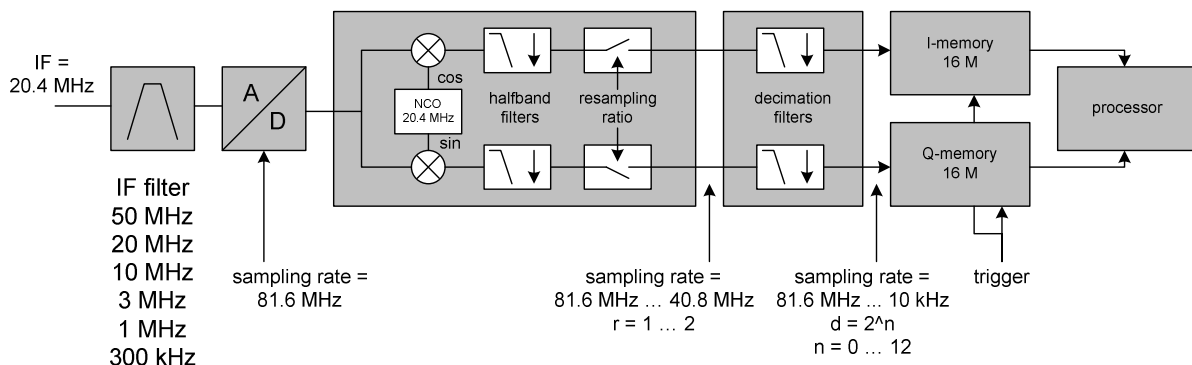 IF =
20.4 MHz
A
D
cos
NCO
20.4 MHz
sin
halfband
filters
resampling
ratio
decimation
filters
I-memory
16 M
Q-memory
16 M
processor
IF filter
50 MHz
20 MHz
10 MHz
3 MHz
1 MHz
300 kHz
sampling rate =
81.6 MHz
sampling rate =
81.6 MHz ... 40.8 MHz
r = 1 ... 2
sampling rate =
81.6 MHz ... 10 kHz
d = 2^n
n = 0 ... 12
trigger